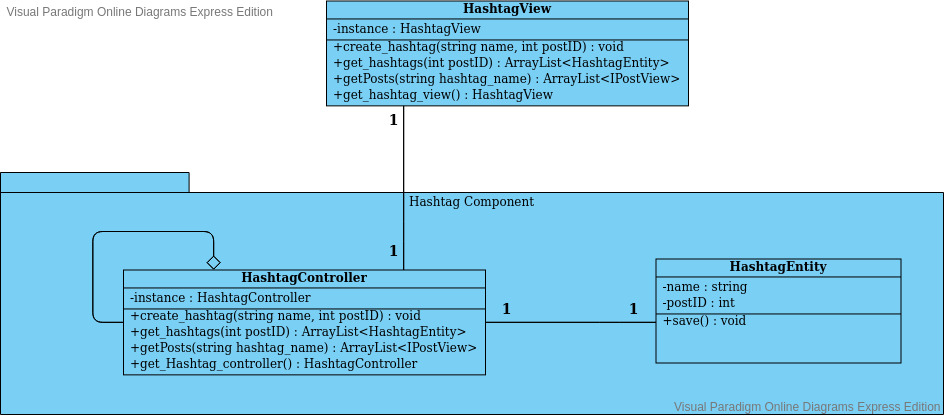 Visual Paradigm Online Diagrams Express Edition
HashtagView
-instance : HashtagView
+create_hashtag(string name, int postID) : void
+get_hashtags(int postID) : ArrayList<HashtagEntity>
+getPosts(string hashtag_name) : ArrayList<IPostView>
+get_hashtag_view() : HashtagView
1
Hashtag Component
1
HashtagController
-instance : HashtagController
+create_hashtag(string name, int postID) : void
+get_hashtags(int postID) : ArrayList<HashtagEntity>
+getPosts(string hashtag_name) : ArrayList<IPostView>
+get_Hashtag_controller() : HashtagController
1
1
HashtagEntity
-name : string
-postID : int
+save() : void
Visual Paradigm Online Diagrams Express Edition